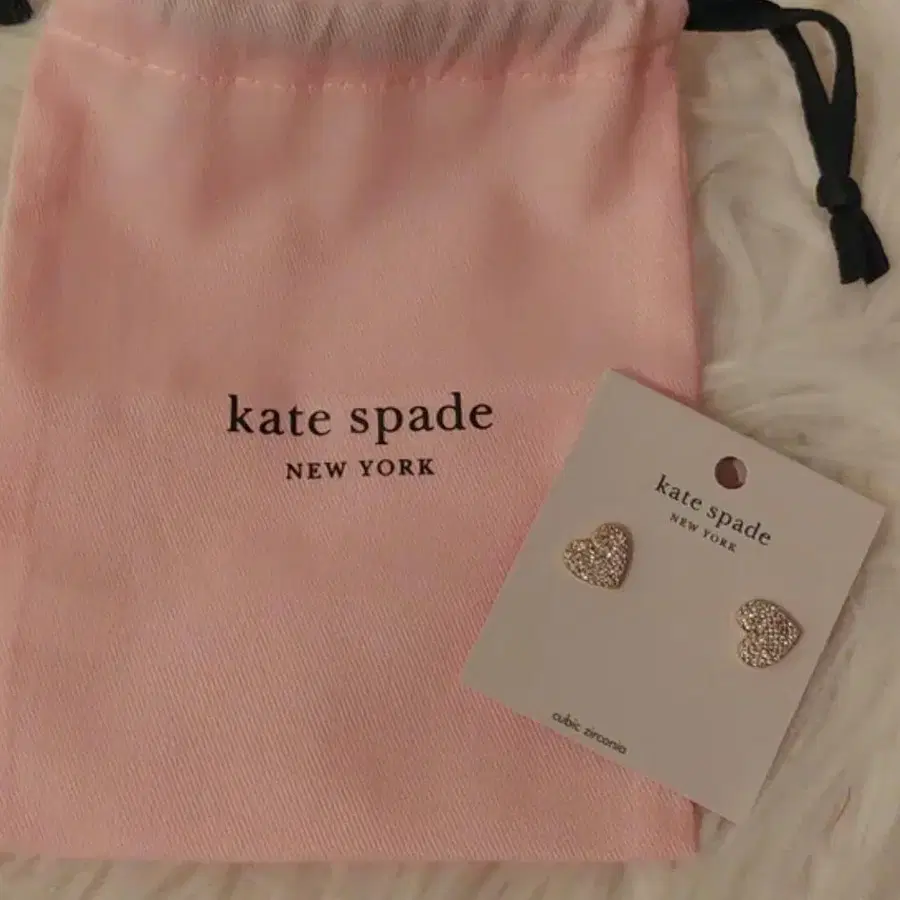 kate spade
NEW YORK
kate spade
NEW YORK
cubic zirconia